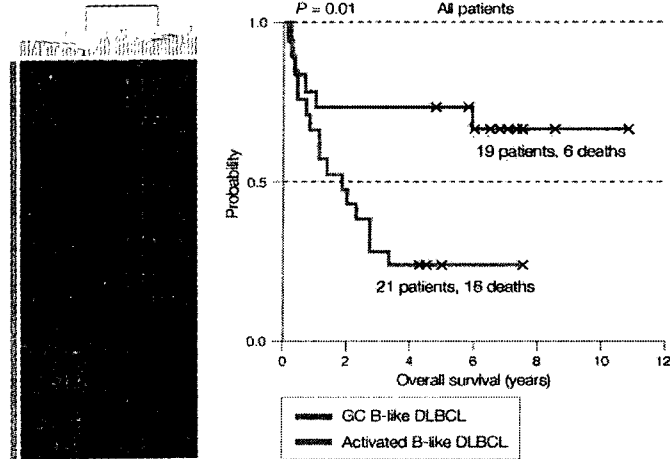 P = 0.01 All patients
1.0
0.5
0.0
Probability
19 patients, 6 deaths
21 patients, 16 deaths
0 2 4 6 8 10 12
Overall survival (years)
GC B-like DLBCL
Activated B-like DLBCL